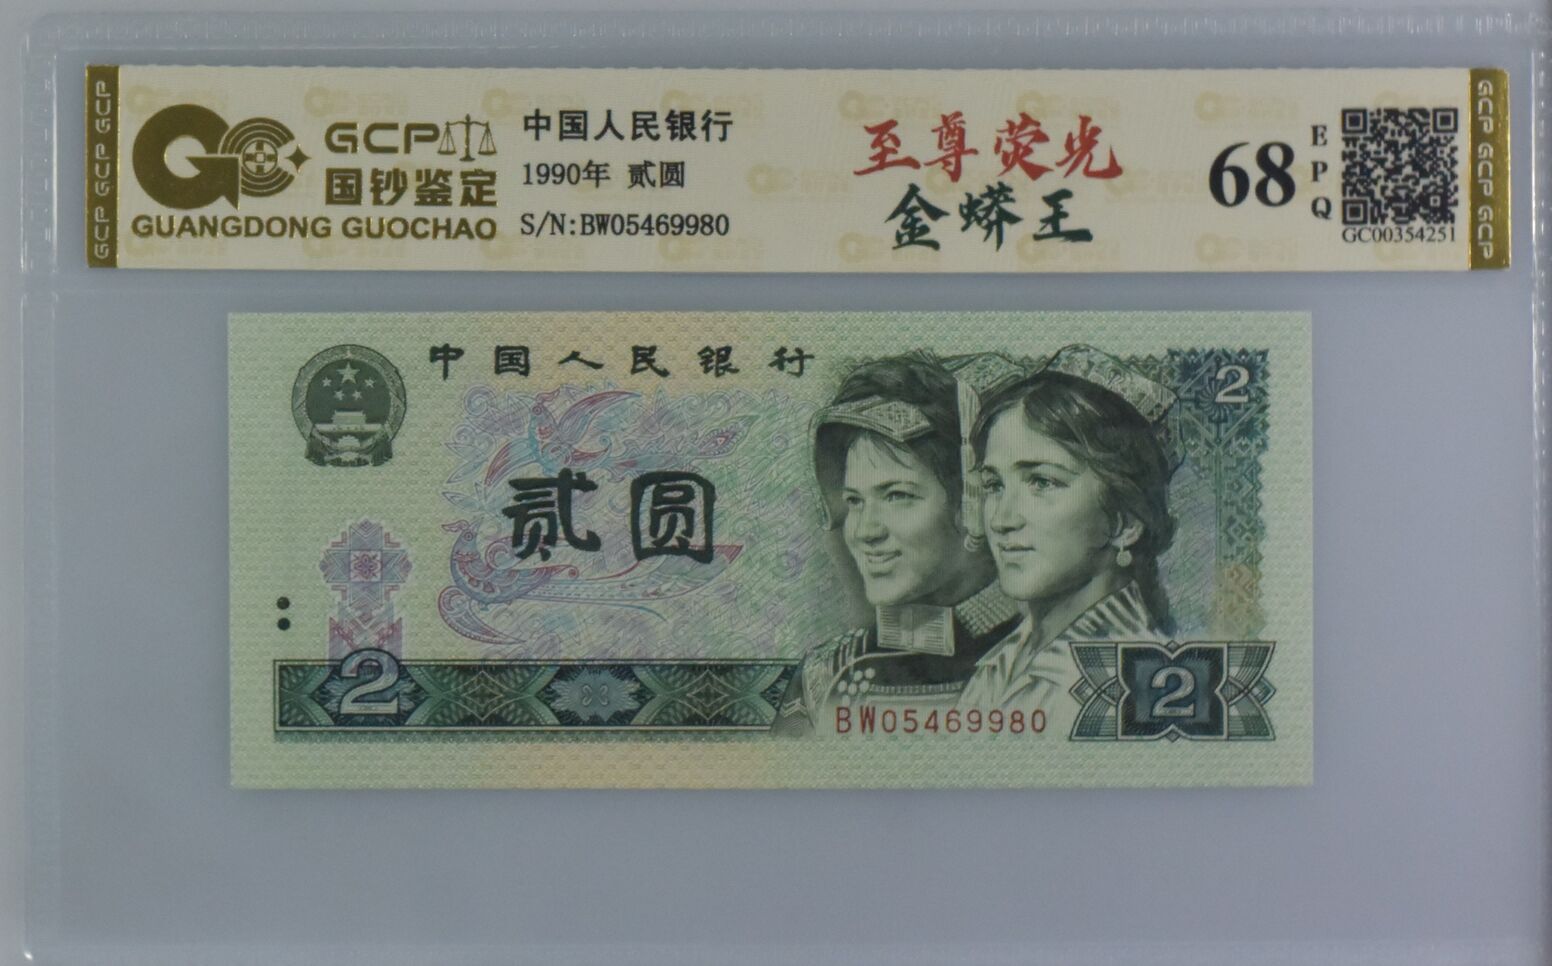 GCP
国钞鉴定
GUANGDONG GUOCHAO
中国人民银行
1990年 贰圆
S/N:BW05469980
至尊荧光
金蟒王
68
EPQ
GC00354251
GCP GCP GCP
GCP GCP GCP
中国人民银行
2
贰圆
2
2
BW05469980